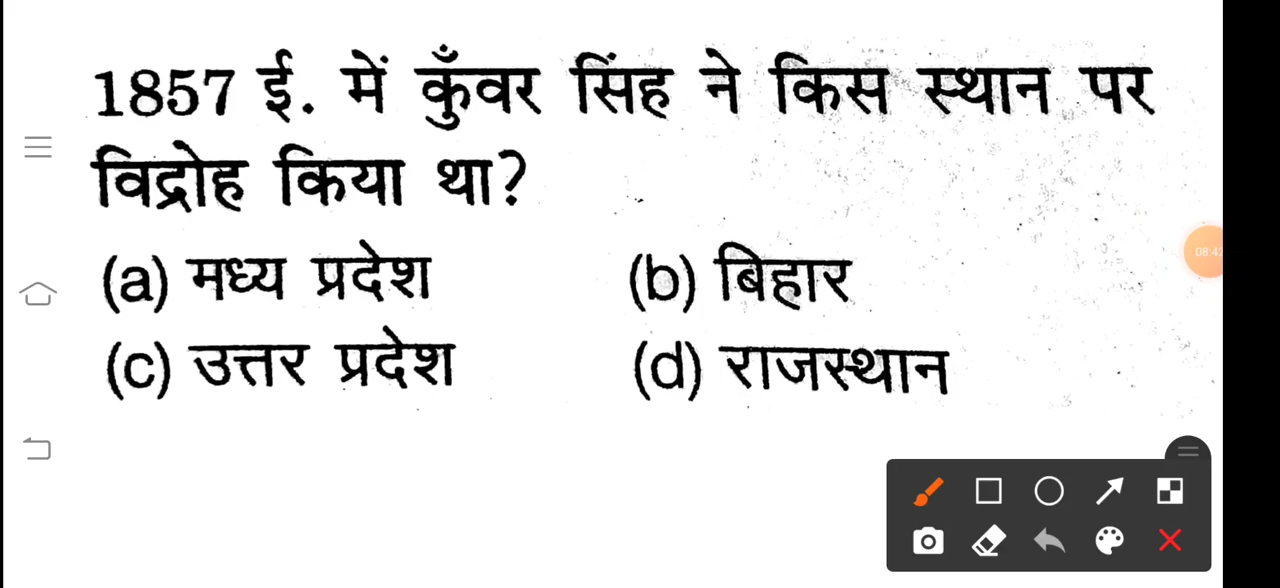 1857 ई. में कुँवर सिंह ने किस स्थान पर
विद्रोह किया था?
(a) मध्य प्रदेश (b) बिहार
(c) उत्तर प्रदेश (d) राजस्थान